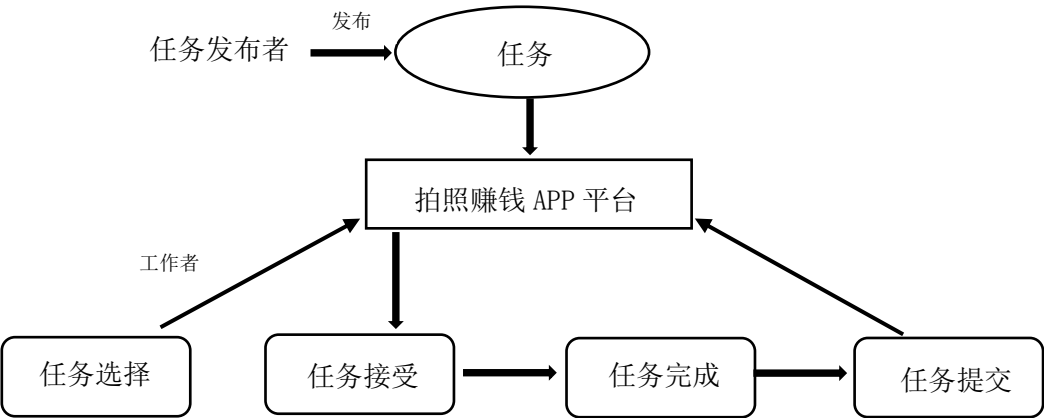 发布
任务发布者
任务
拍照赚钱 APP 平台
工作者
任务选择
任务接受
任务完成
任务提交